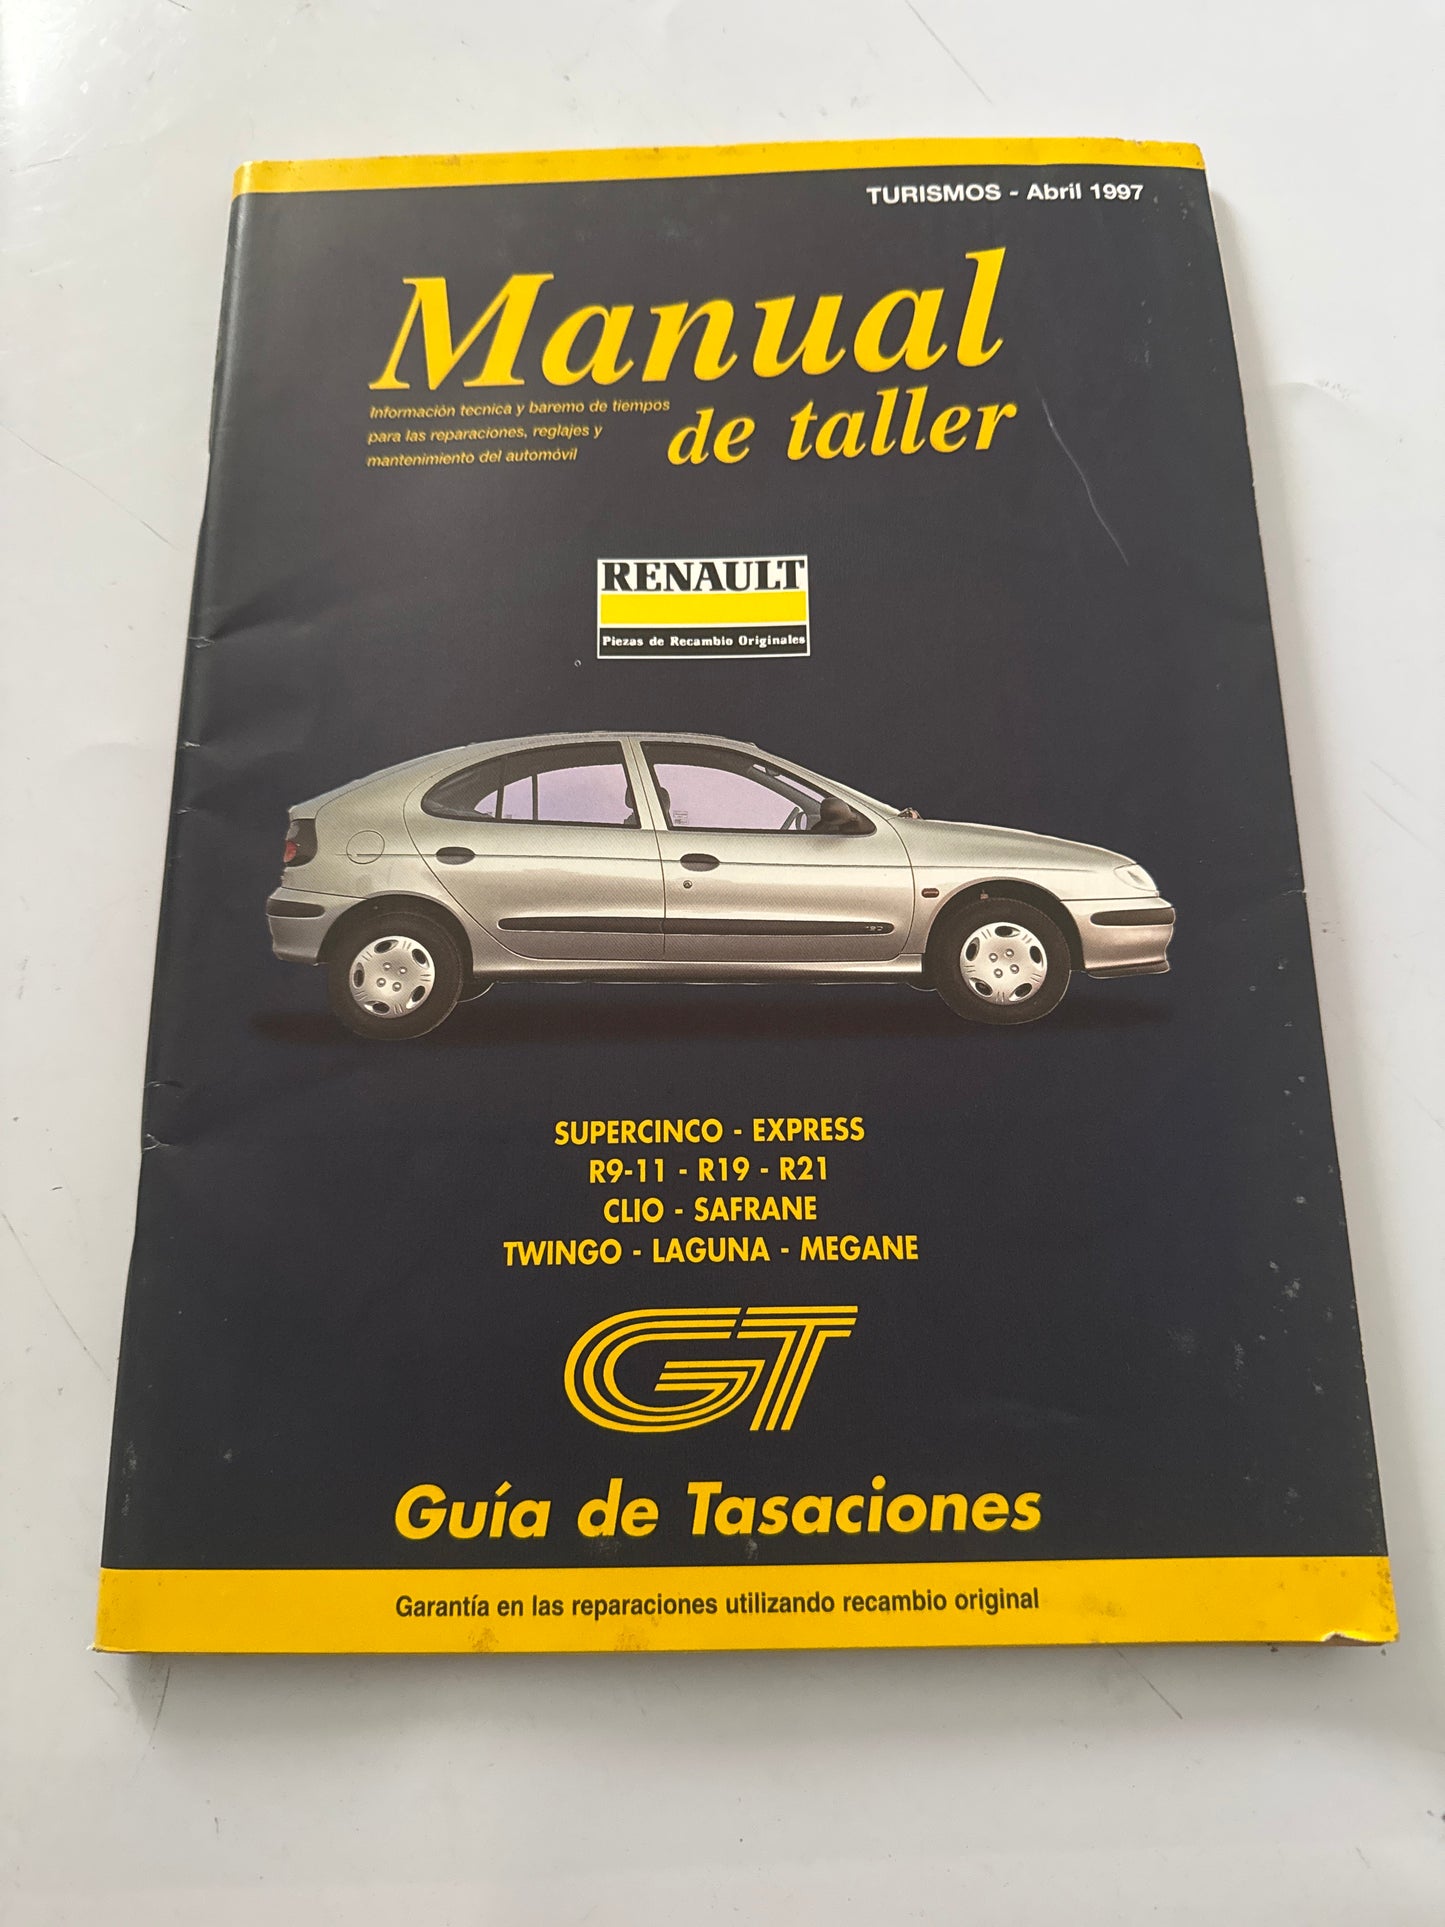 TURISMOS - Abril 1997
Manual
de taller
Información tecnica y baremo de tiempos
para las reparaciones, reglajes y
mantenimiento del automóvil
RENAULT
Piezas de Recambio Originales
SUPERCINCO - EXPRESS
R9-11 - R19 - R21
CLIO - SAFRANE
TWINGO - LAGUNA - MEGANE
GT
Guía de Tasaciones
Garantía en las reparaciones utilizando recambio original